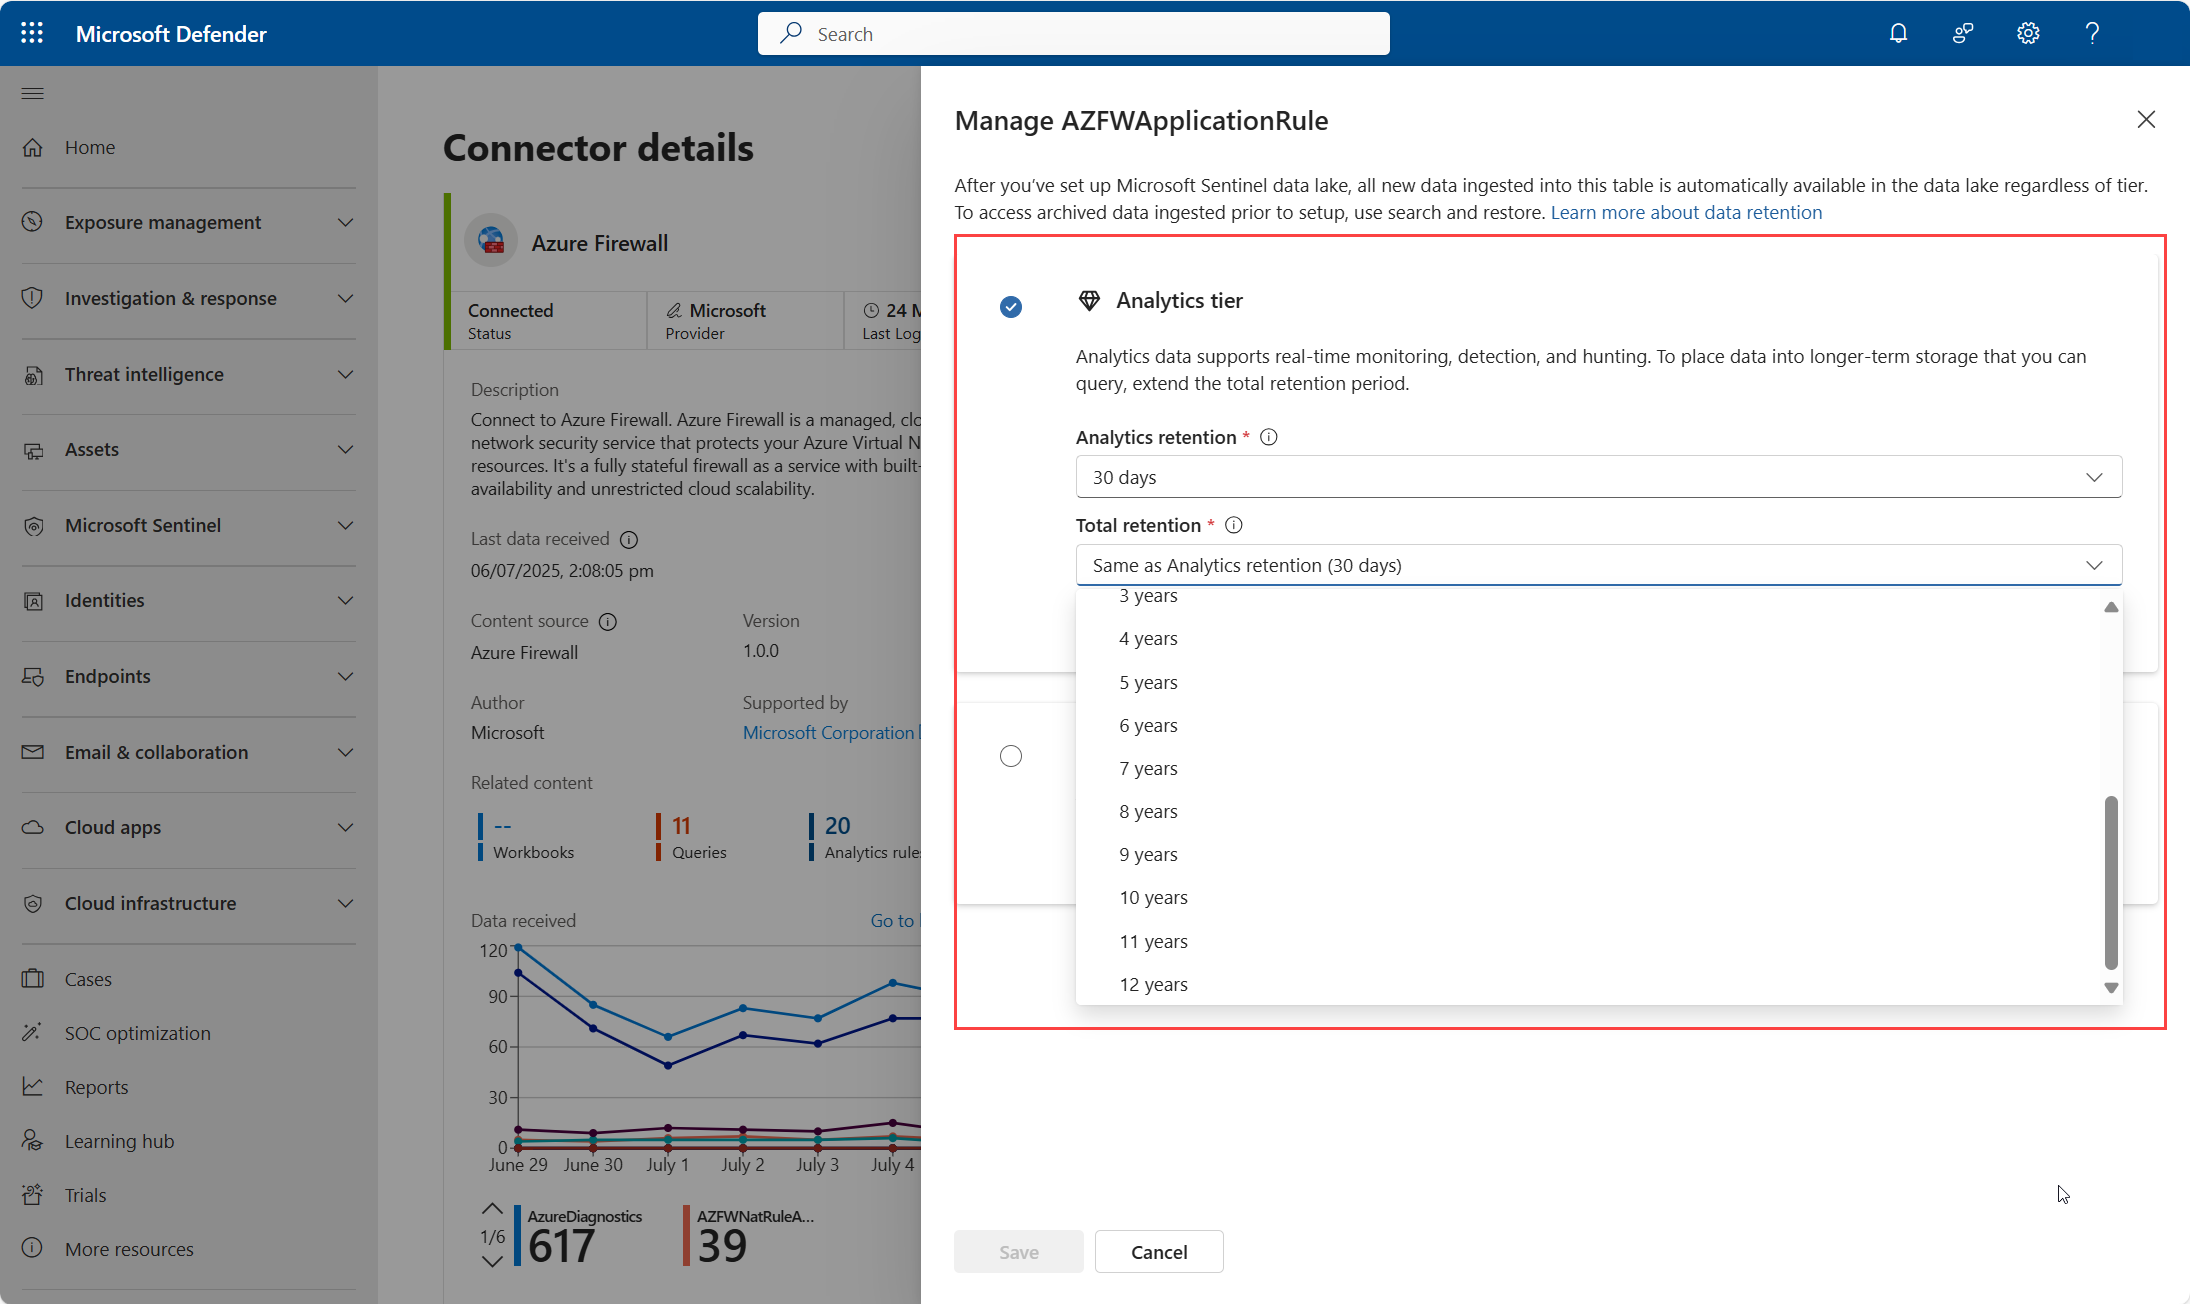 Microsoft Defender
Search
Home
Exposure management
Investigation & response
Threat intelligence
Assets
Microsoft Sentinel
Identities
Endpoints
Email & collaboration
Cloud apps
Cloud infrastructure
Cases
SOC optimization
Reports
Learning hub
Trials
More resources
Connector details
Azure Firewall
Connected
Status
Microsoft
Provider
24 M
Last Log
Description
Connect to Azure Firewall. Azure Firewall is a managed, clo
network security service that protects your Azure Virtual N
resources. It's a fully stateful firewall as a service with built-
availability and unrestricted cloud scalability.
Last data received
06/07/2025, 2:08:05 pm
Content source
Azure Firewall
Version
1.0.0
Author
Microsoft
Supported by
Microsoft Corporation
Related content
--
Workbooks
11
Queries
20
Analytics rules
Data received
Go to
120
90
60
30
0
June 29 June 30 July 1 July 2 July 3 July 4
1/6
AzureDiagnostics
617
AZFWNatRuleA...
39
Manage AZFWApplicationRule
After you've set up Microsoft Sentinel data lake, all new data ingested into this table is automatically available in the data lake regardless of tier.
To access archived data ingested prior to setup, use search and restore. Learn more about data retention
Analytics tier
Analytics data supports real-time monitoring, detection, and hunting. To place data into longer-term storage that you can
query, extend the total retention period.
Analytics retention *
30 days
Total retention *
Same as Analytics retention (30 days)
3 years
4 years
5 years
6 years
7 years
8 years
9 years
10 years
11 years
12 years
Save
Cancel